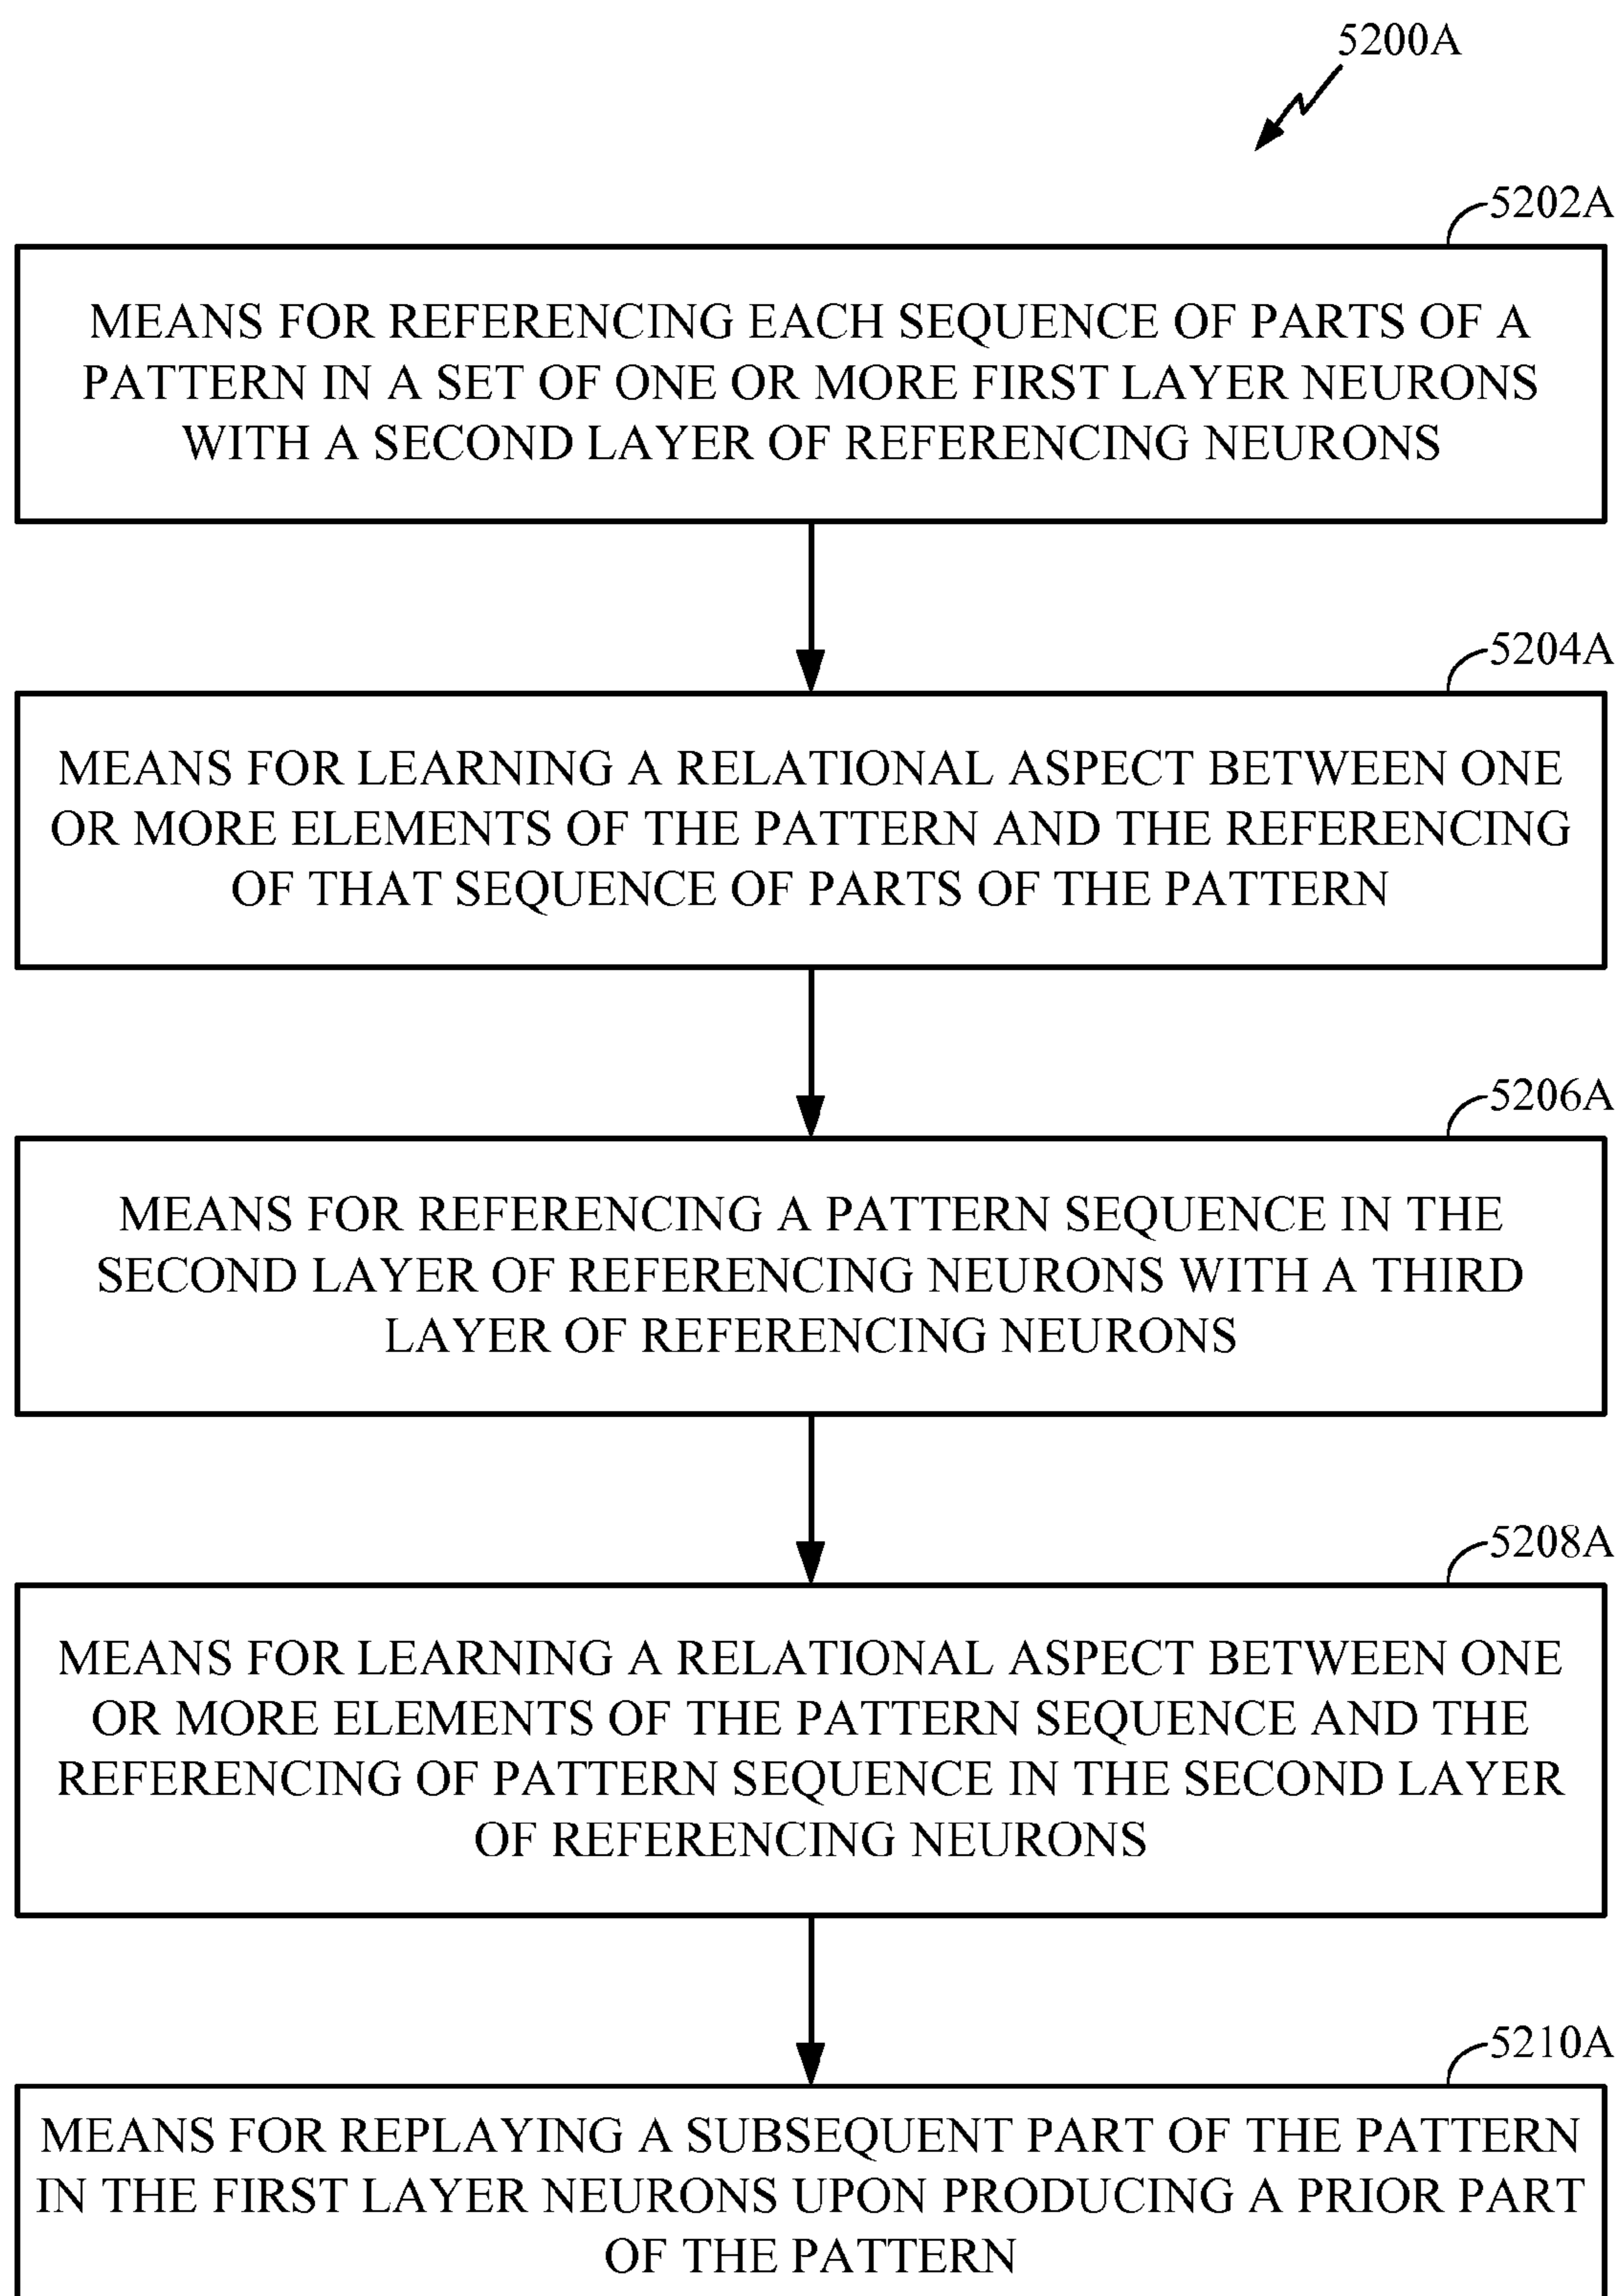 5200A
5202A
MEANS FOR REFERENCING EACH SEQUENCE OF PARTS OF A
PATTERN IN A SET OF ONE OR MORE FIRST LAYER NEURONS
WITH A SECOND LAYER OF REFERENCING NEURONS
5204A
MEANS FOR LEARNING A RELATIONAL ASPECT BETWEEN ONE
OR MORE ELEMENTS OF THE PATTERN AND THE REFERENCING
OF THAT SEQUENCE OF PARTS OF THE PATTERN
5206A
MEANS FOR REFERENCING A PATTERN SEQUENCE IN THE
SECOND LAYER OF REFERENCING NEURONS WITH A THIRD
LAYER OF REFERENCING NEURONS
5208A
MEANS FOR LEARNING A RELATIONAL ASPECT BETWEEN ONE
OR MORE ELEMENTS OF THE PATTERN SEQUENCE AND THE
REFERENCING OF PATTERN SEQUENCE IN THE SECOND LAYER
OF REFERENCING NEURONS
5210A
MEANS FOR REPLAYING A SUBSEQUENT PART OF THE PATTERN
IN THE FIRST LAYER NEURONS UPON PRODUCING A PRIOR PART
OF THE PATTERN